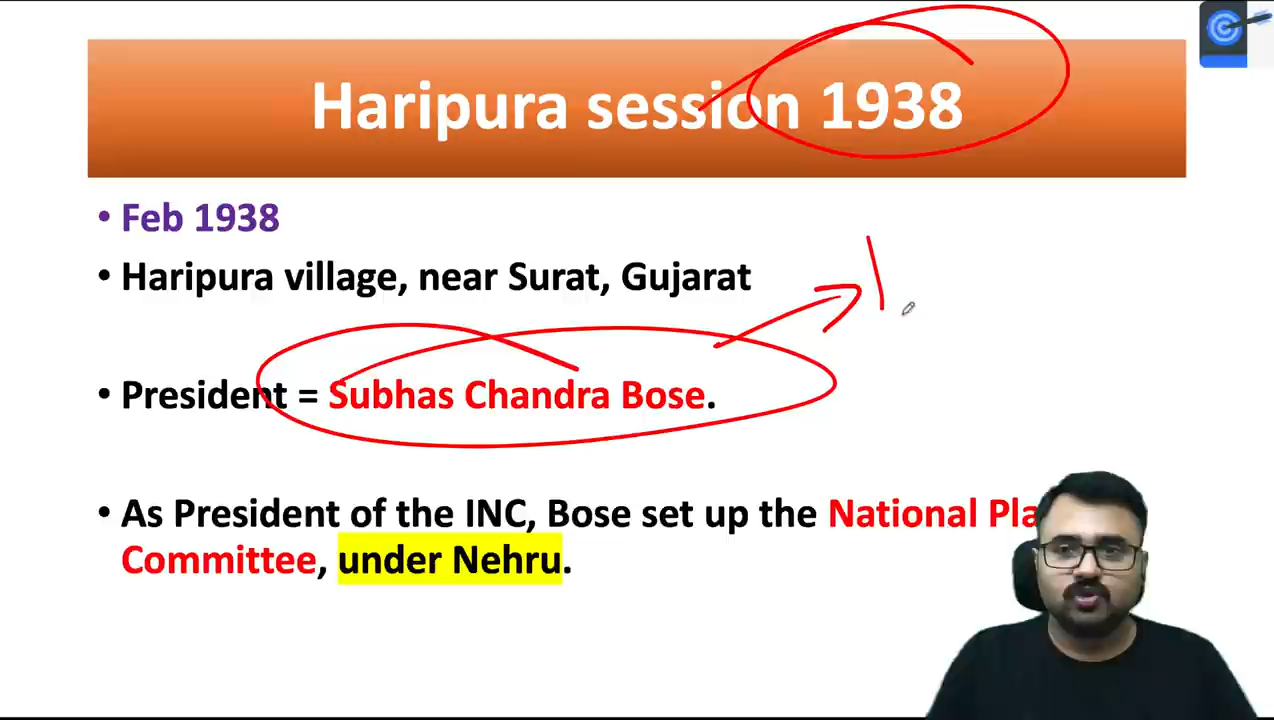 Haripura session 1938
• Feb 1938
• Haripura village, near Surat, Gujarat
• President = Subhas Chandra Bose.
• As President of the INC, Bose set up the National
Committee, under Nehru.